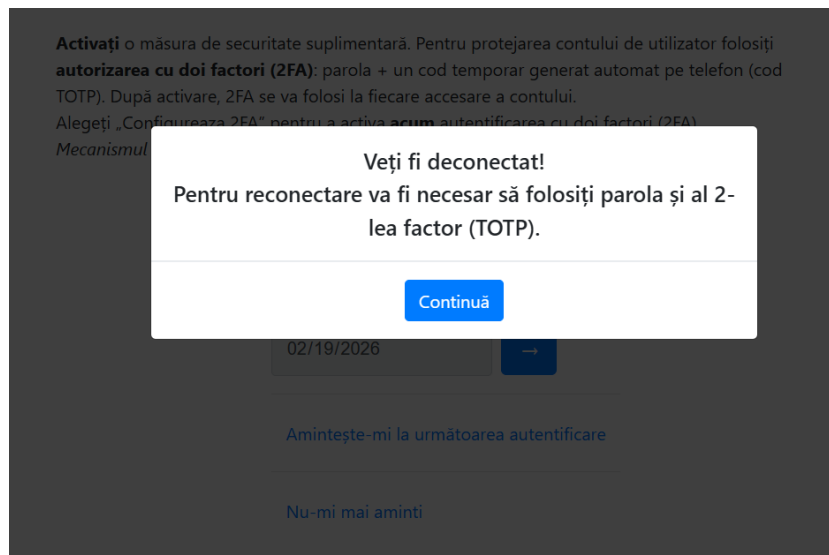 Activați o măsura de securitate suplimentară. Pentru protejarea contului de utilizator folosiți
autorizarea cu doi factori (2FA): parola + un cod temporar generat automat pe telefon (cod
TOTP). După activare, 2FA se va folosi la fiecare accesare a contului.
Alegeți „Configureaza 2FA" pentru a activa acum autentificarea cu doi factori (2FA)
Mecanismul
Veți fi deconectat!
Pentru reconectare va fi necesar să folosiți parola și al 2-
lea factor (TOTP).
Continuă
02/19/2026
→
Amintește-mi la următoarea autentificare
Nu-mi mai aminti